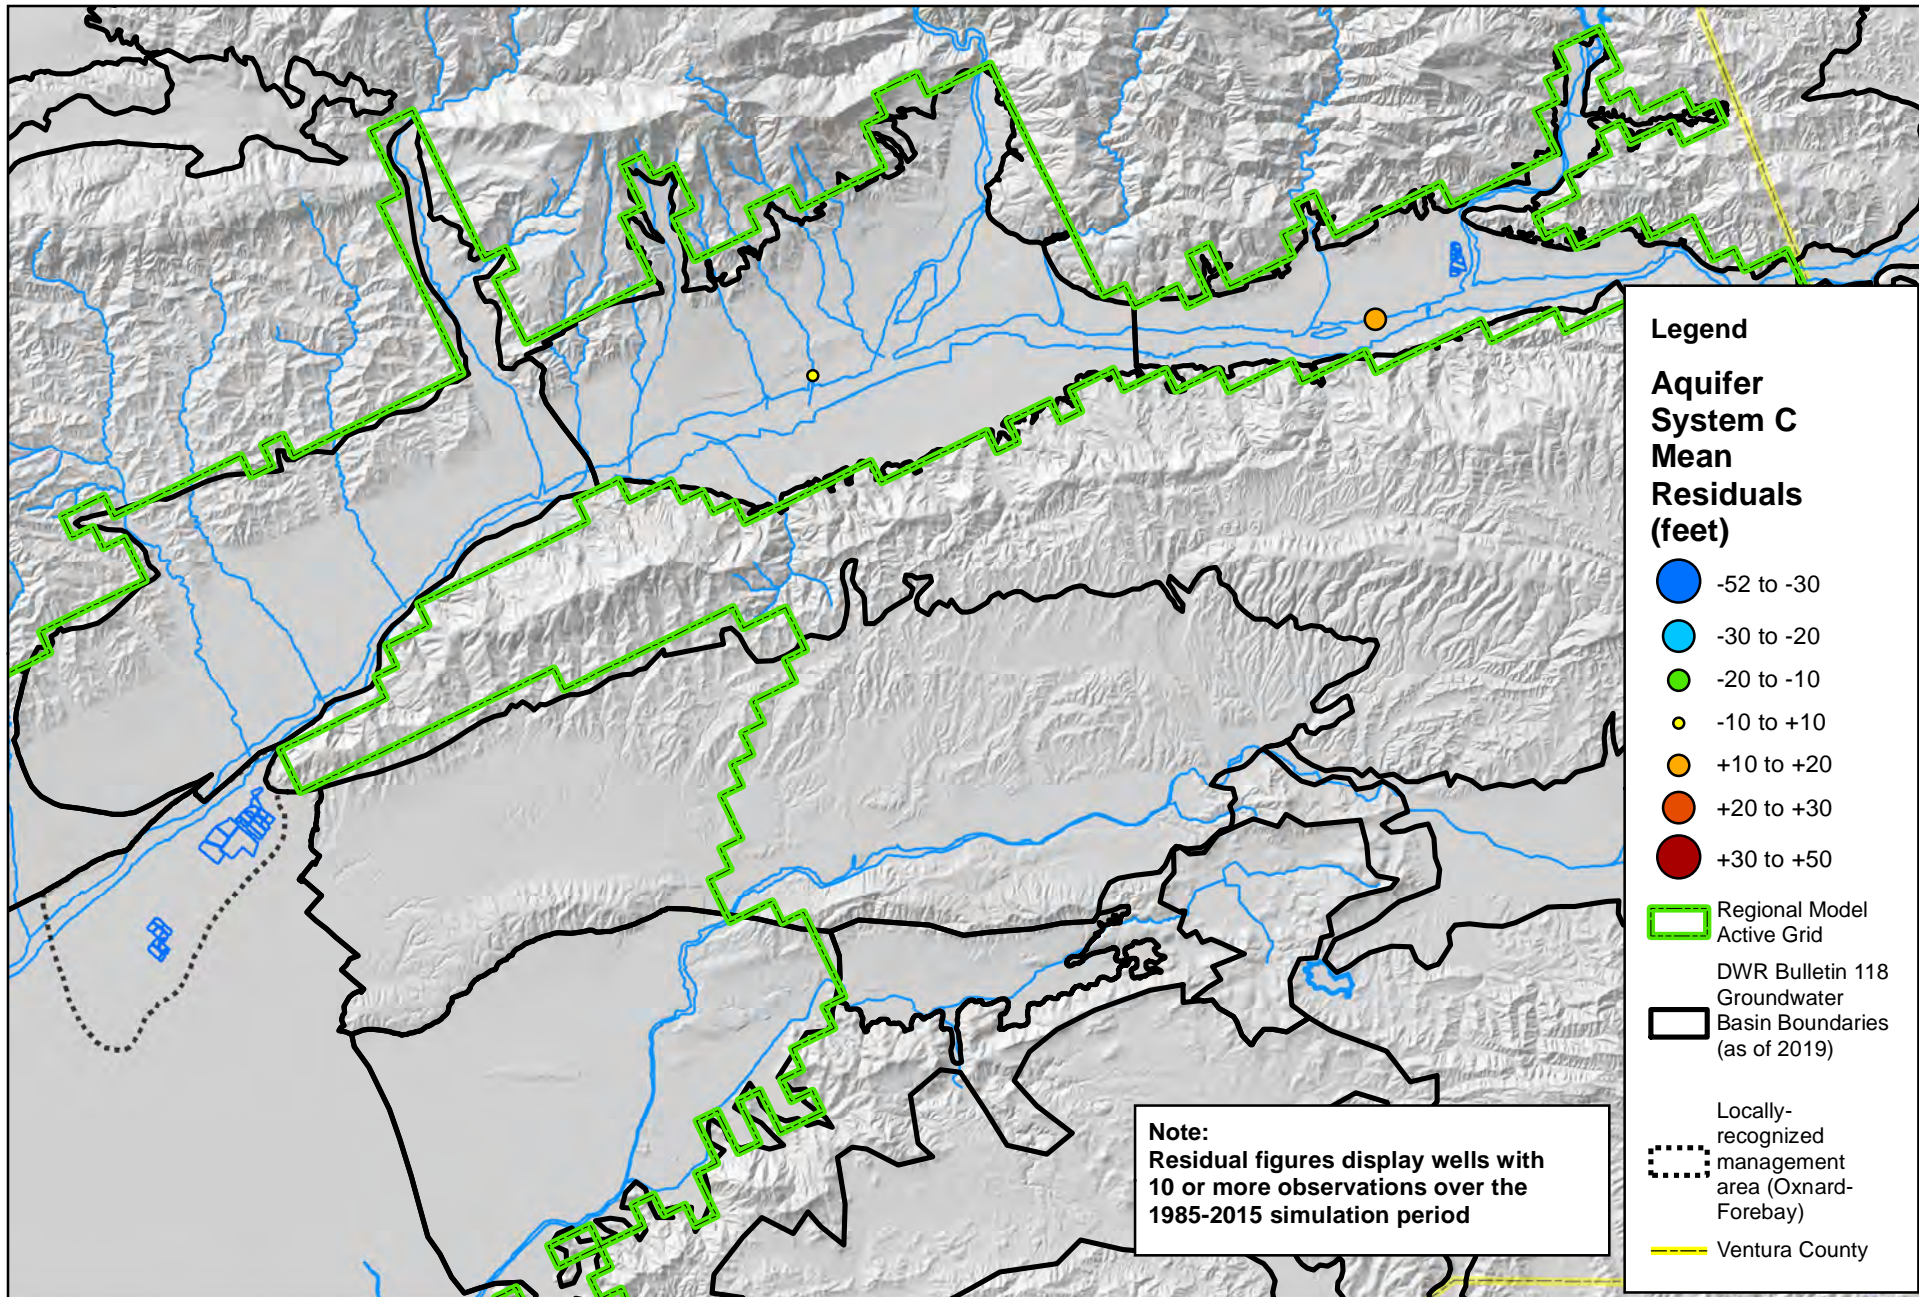 Legend
Aquifer
System C
Mean
Residuals
(feet)
-52 to -30
-30 to -20
-20 to -10
-10 to +10
+10 to +20
+20 to +30
+30 to +50
Regional Model
Active Grid
DWR Bulletin 118
Groundwater
Basin Boundaries
(as of 2019)
Locally-
recognized
management
area (Oxnard-
Forebay)
Ventura County
Note:
Residual figures display wells with
10 or more observations over the
1985-2015 simulation period